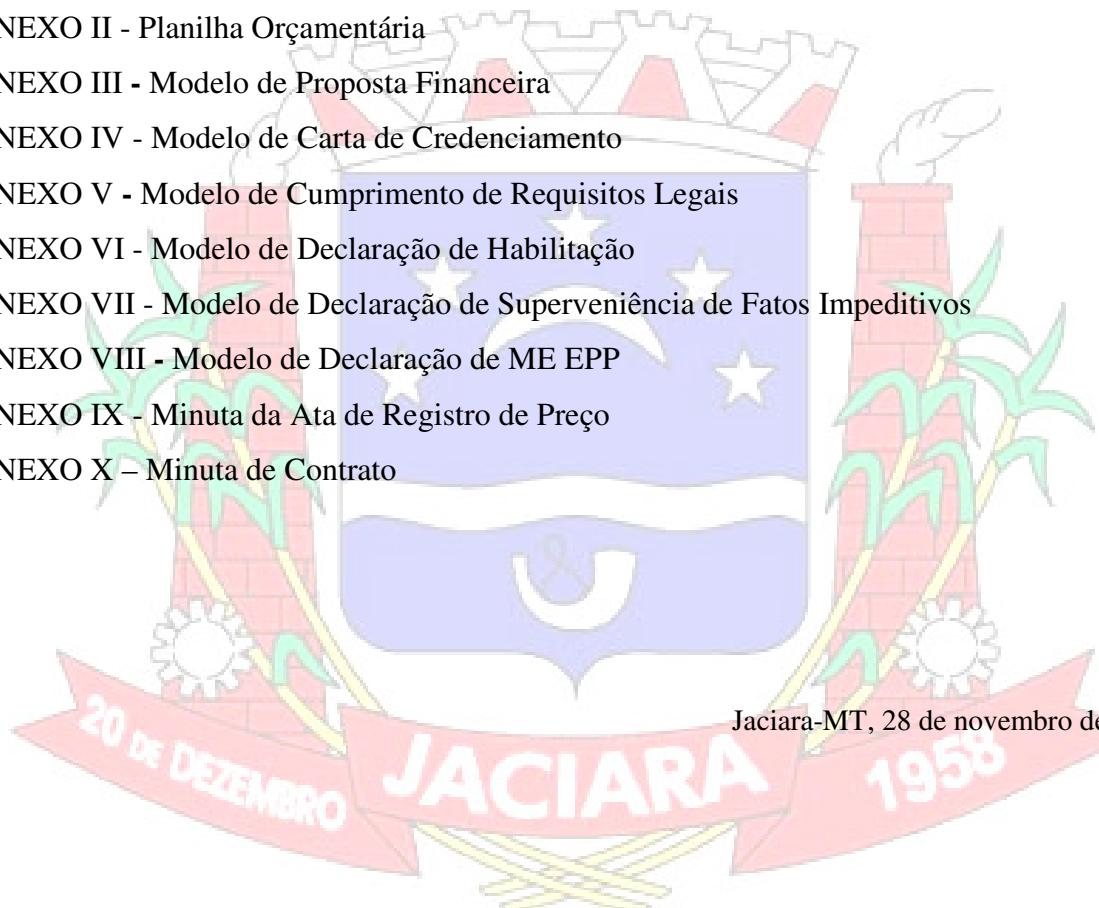 NEXO II - Planilha Orçamentária
NEXO III - Modelo de Proposta Financeira
NEXO IV - Modelo de Carta de Credenciamento
NEXO V - Modelo de Cumprimento de Requisitos Legais
NEXO VI - Modelo de Declaração de Habilitação
NEXO VII - Modelo de Declaração de Superveniência de Fatos Impeditivos
NEXO VIII - Modelo de Declaração de ME EPP
NEXO IX - Minuta da Ata de Registro de Preço
NEXO X – Minuta de Contrato
Jaciara-MT, 28 de novembro de
20 DE DEZEMBRO
JACIARA
1958